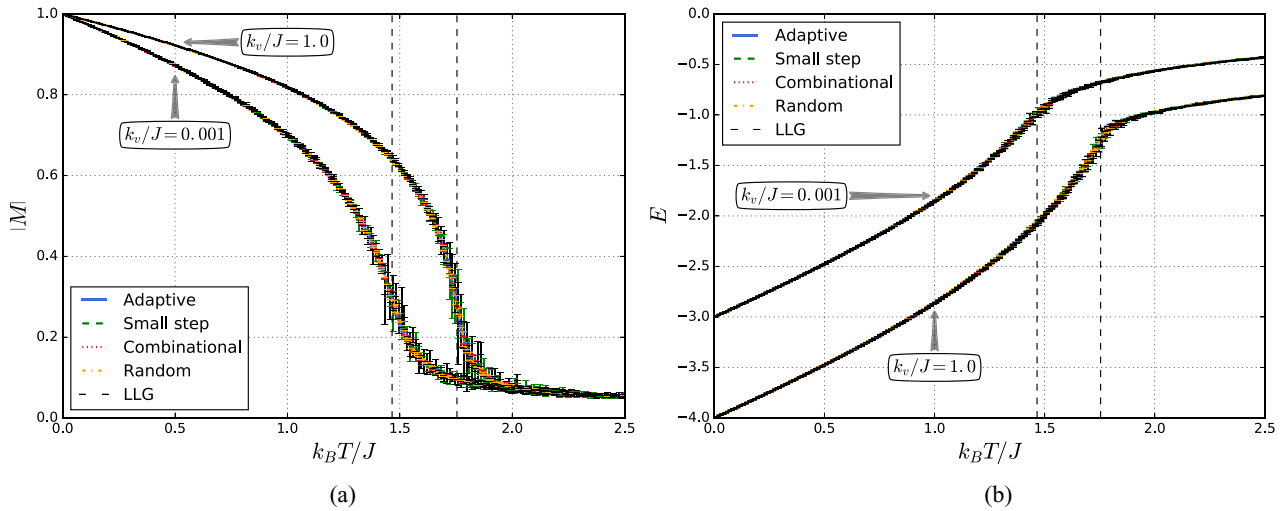 1.0
0.8
0.6
0.4
0.2
0.0
|M|
k_v/J = 1.0
k_v/J = 0.001
Adaptive
Small step
Combinational
Random
LLG
0.0 0.5 1.0 1.5 2.0 2.5
k_BT/J
(a)
0.0
−0.5
−1.0
−1.5
−2.0
−2.5
−3.0
−3.5
−4.0
E
Adaptive
Small step
Combinational
Random
LLG
k_v/J = 0.001
k_v/J = 1.0
0.0 0.5 1.0 1.5 2.0 2.5
k_BT/J
(b)